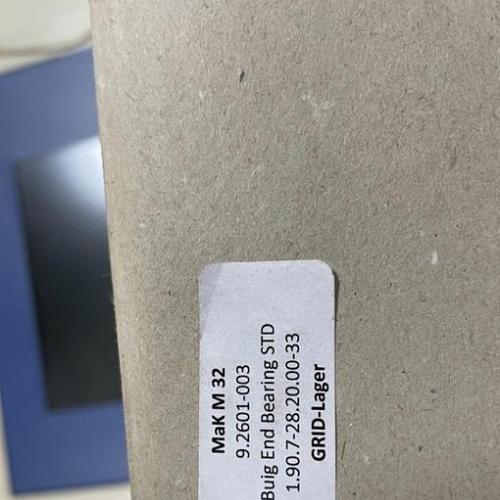 MaK M 32
9.2601-003
Buig End Bearing STD
1.90.7-28.20.00-33
GRID-Lager